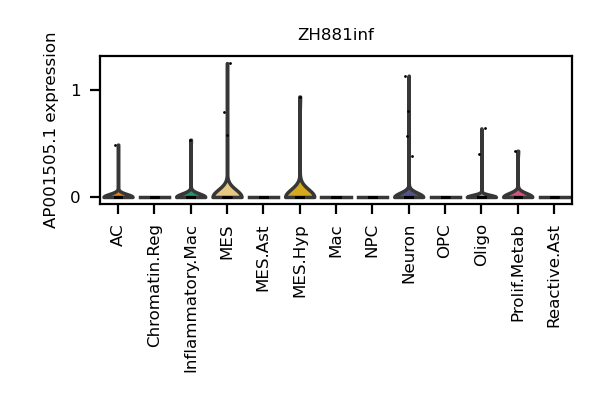 ZH881inf
AP001505.1 expression
1
0
AC
Chromatin.Reg
Inflammatory.Mac
MES
MES.Ast
MES.Hyp
Mac
NPC
Neuron
OPC
Oligo
Prolif.Metab
Reactive.Ast